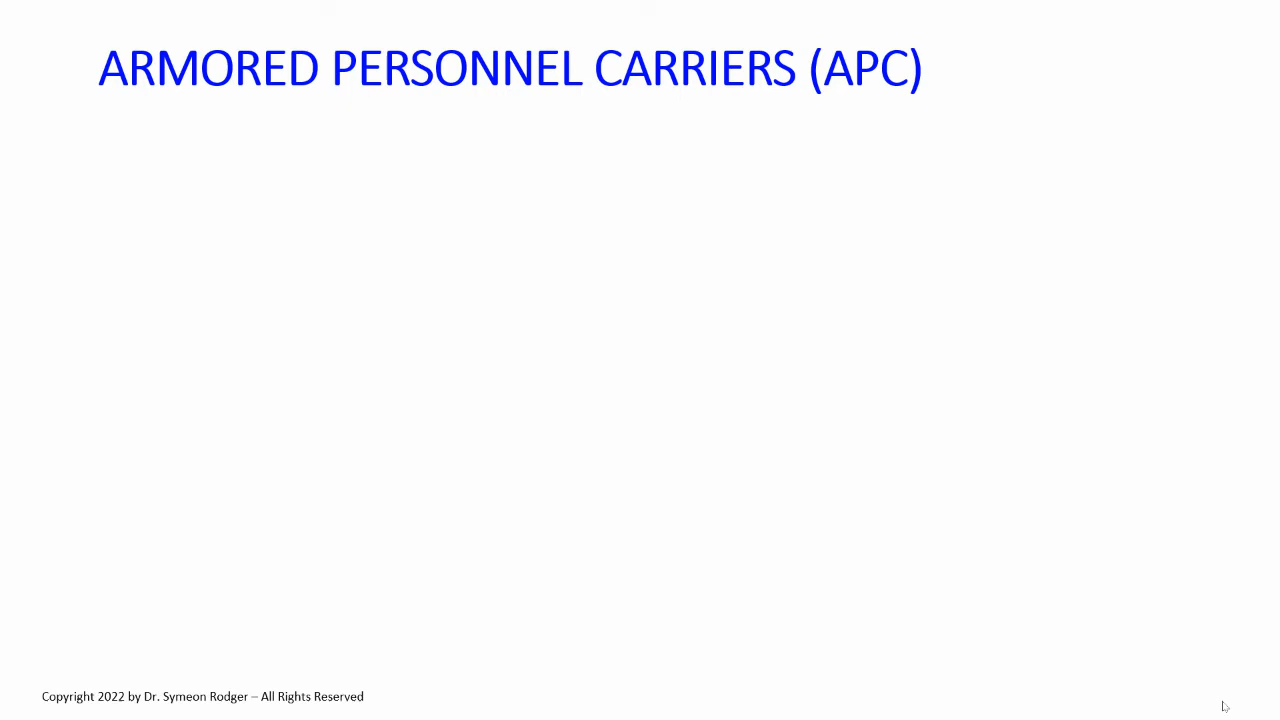 ARMORED PERSONNEL CARRIERS (APC)
Copyright 2022 by Dr. Symeon Rodger – All Rights Reserved